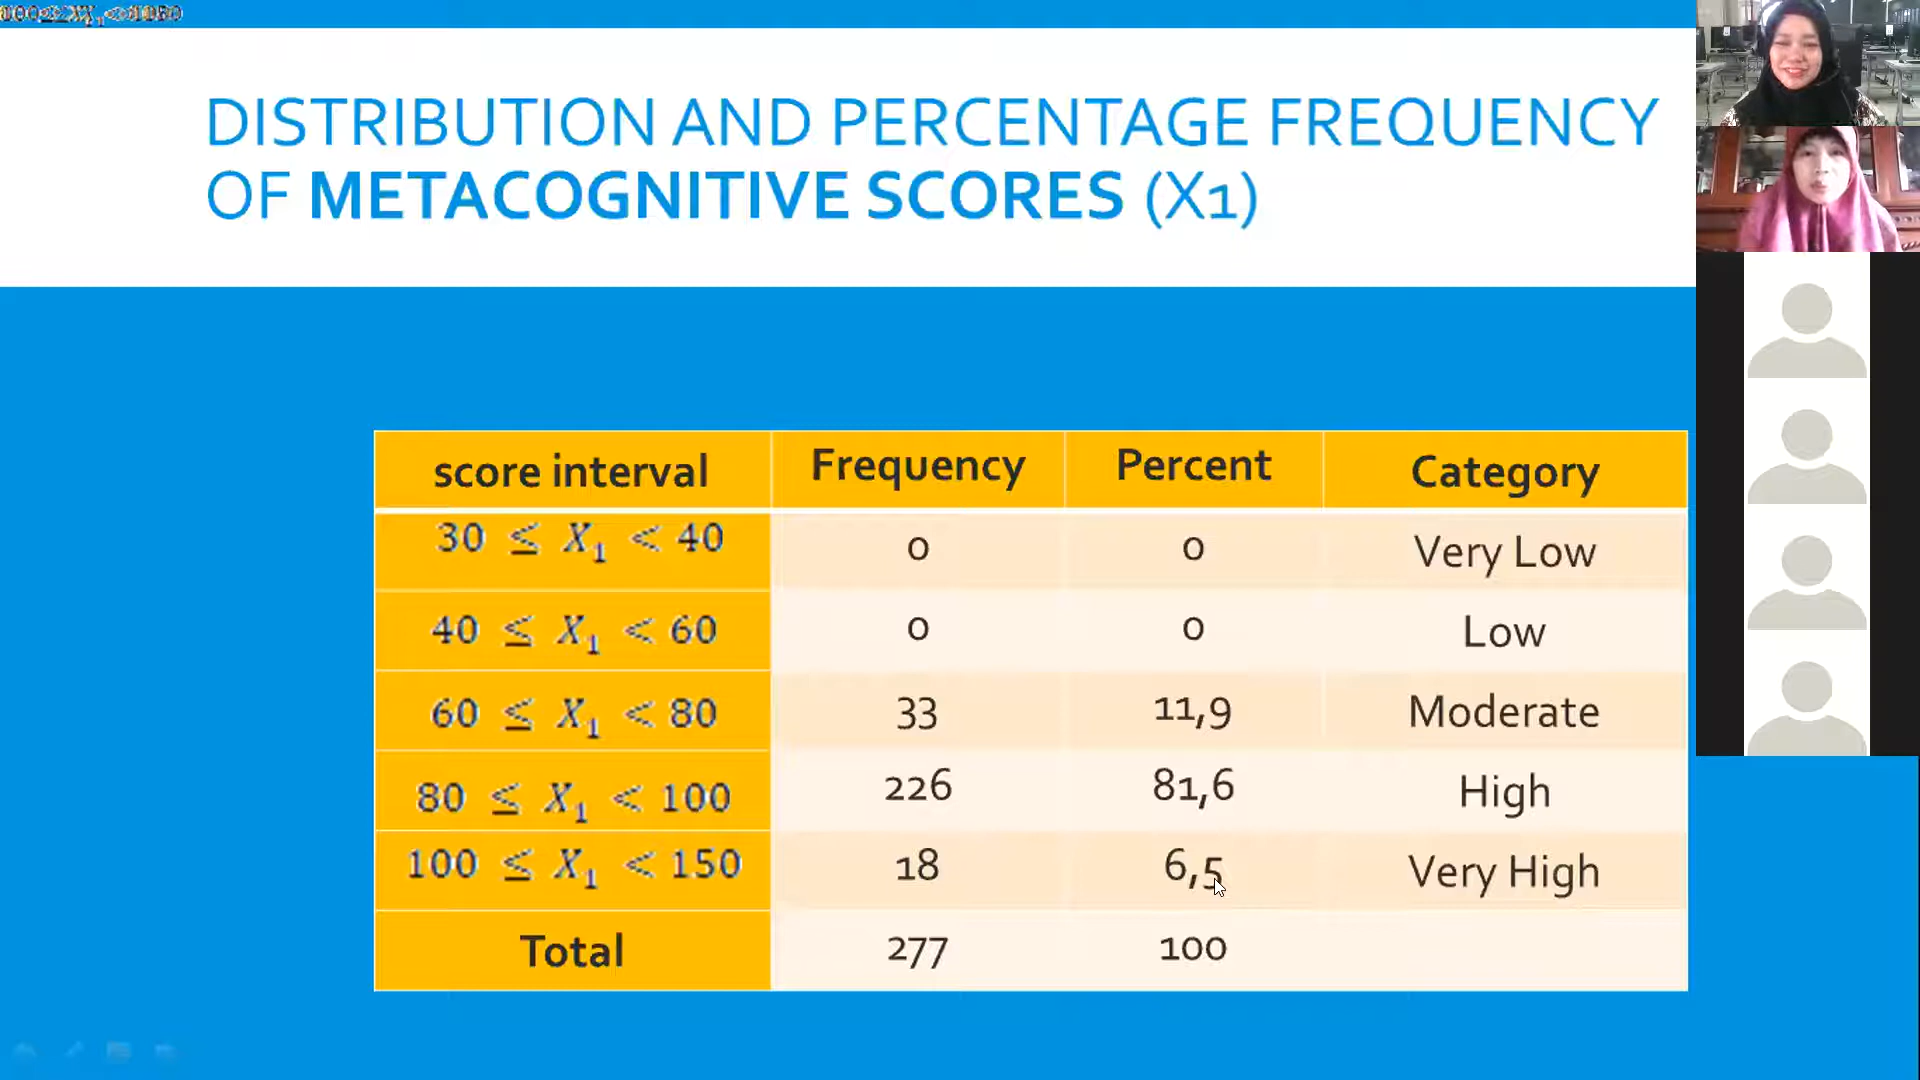 DISTRIBUTION AND PERCENTAGE FREQUENCY
OF METACOGNITIVE SCORES (X1)
score interval Frequency Percent Category
30 ≤ X₁ < 40 0 0 Very Low
40 ≤ X₁ < 60 0 0 Low
60 ≤ X₁ < 80 33 11,9 Moderate
80 ≤ X₁ < 100 226 81,6 High
100 ≤ X₁ < 150 18 6,5 Very High
Total 277 100